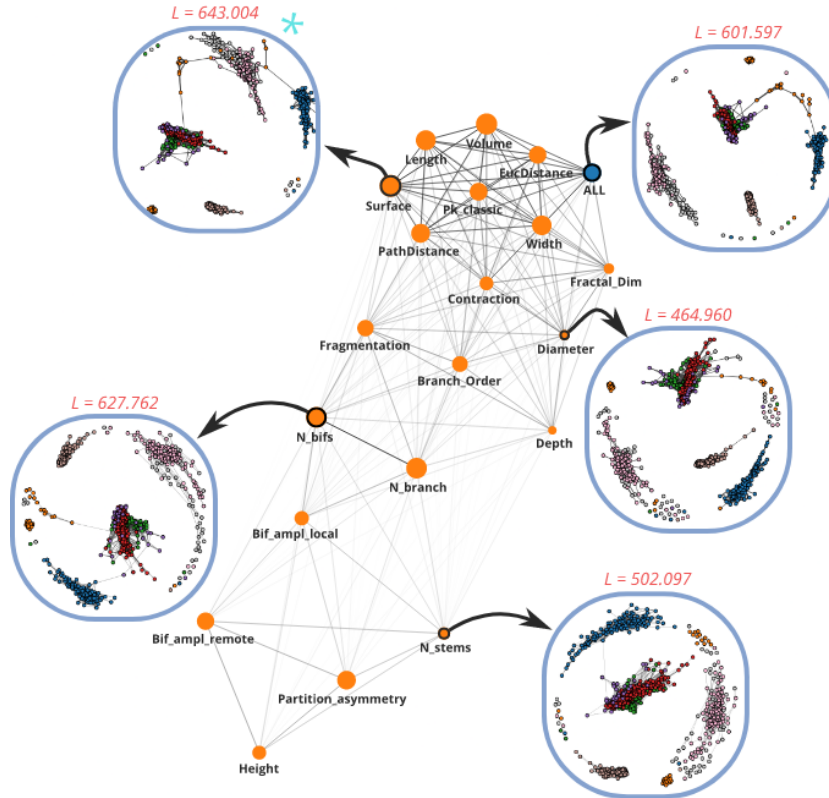 L = 643.004
*
L = 601.597
Volume
Length
EucDistance
ALL
Pk_classic
Surface
Width
PathDistance
Fractal_Dim
Contraction
Fragmentation
Diameter
L = 464.960
Branch_Order
L = 627.762
N_bifs
Depth
N_branch
Bif_ampl_local
L = 502.097
Bif_ampl_remote
N_stems
Partition_asymmetry
Height